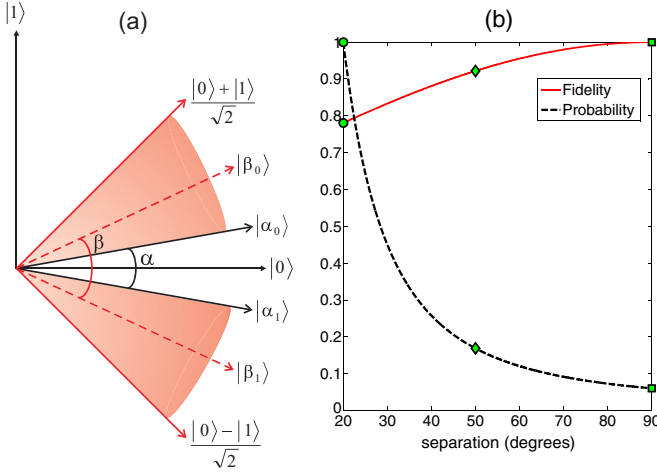 (a)
|1⟩
|0⟩+|1⟩
√2
|β₀⟩
|α₀⟩
β
α
|0⟩
|α₁⟩
|β₁⟩
|0⟩−|1⟩
√2
(b)
1
0.9
0.8
0.7
0.6
0.5
0.4
0.3
0.2
0.1
0
Fidelity
Probability
20 30 40 50 60 70 80 90
separation (degrees)